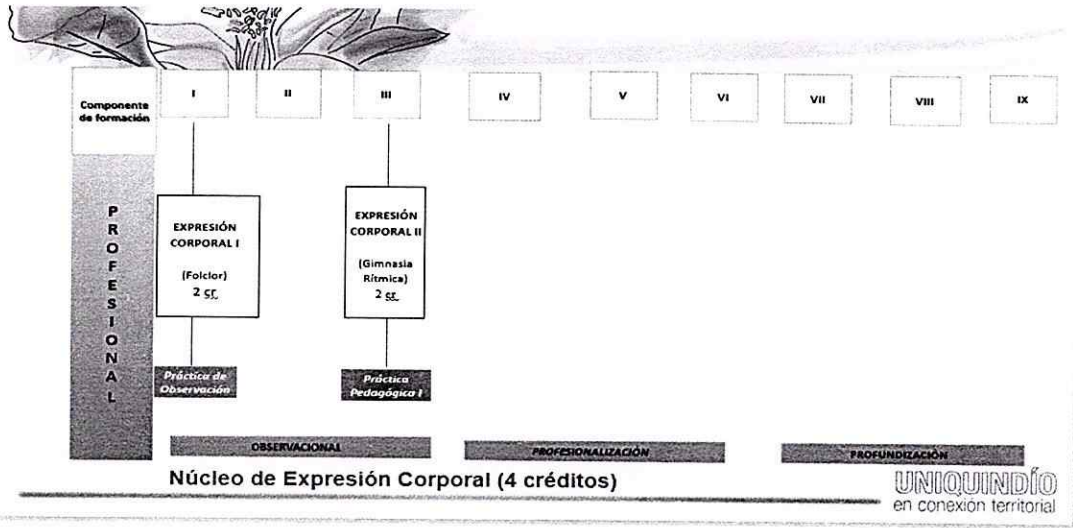 Componente
de formación
I
II
III
IV
V
VI
VII
VIII
IX
PROFESIONAL
EXPRESIÓN
CORPORAL I
(Folclor)
2 cr.
EXPRESIÓN
CORPORAL II
(Gimnasia
Rítmica)
2 cr.
Práctica de
Observación
Práctica
Pedagógica I
OBSERVACIONAL
PROFESIONALIZACIÓN
PROFUNDIZACIÓN
Núcleo de Expresión Corporal (4 créditos)
UNIQUINDÍO
en conexión territorial